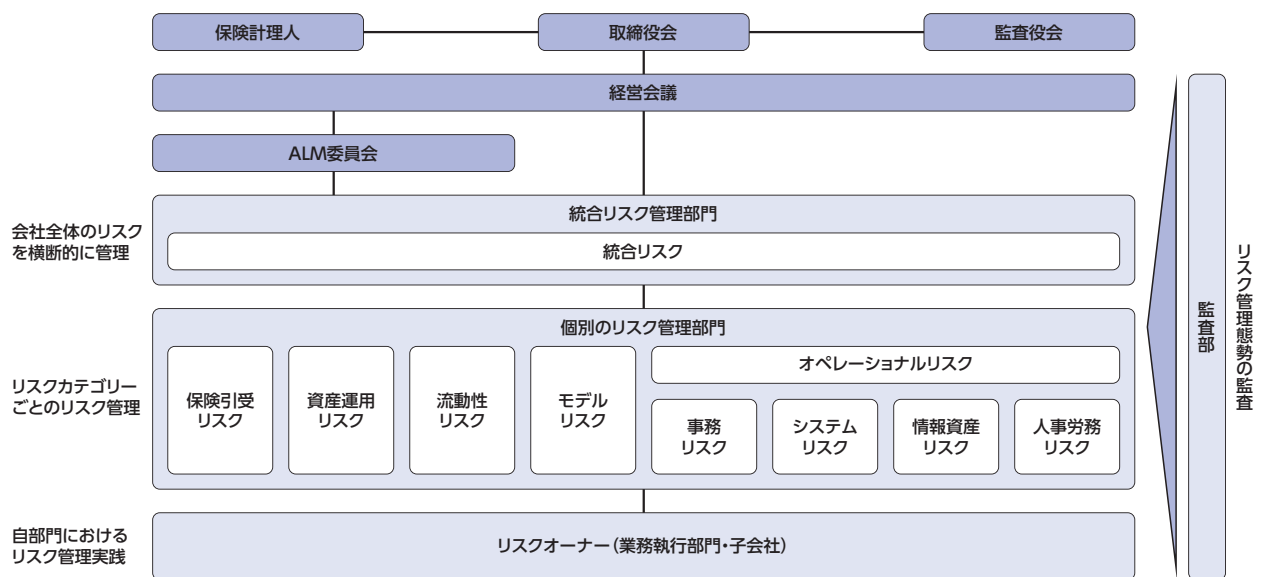 保険計理人
取締役会
監査役会
経営会議
ALM委員会
会社全体のリスク
を横断的に管理
統合リスク管理部門
統合リスク
リスクカテゴリー
ごとのリスク管理
個別のリスク管理部門
保険引受
リスク
資産運用
リスク
流動性
リスク
モデル
リスク
オペレーショナルリスク
事務
リスク
システム
リスク
情報資産
リスク
人事労務
リスク
自部門における
リスク管理実践
リスクオーナー（業務執行部門・子会社）
監査部
リスク管理態勢の監査